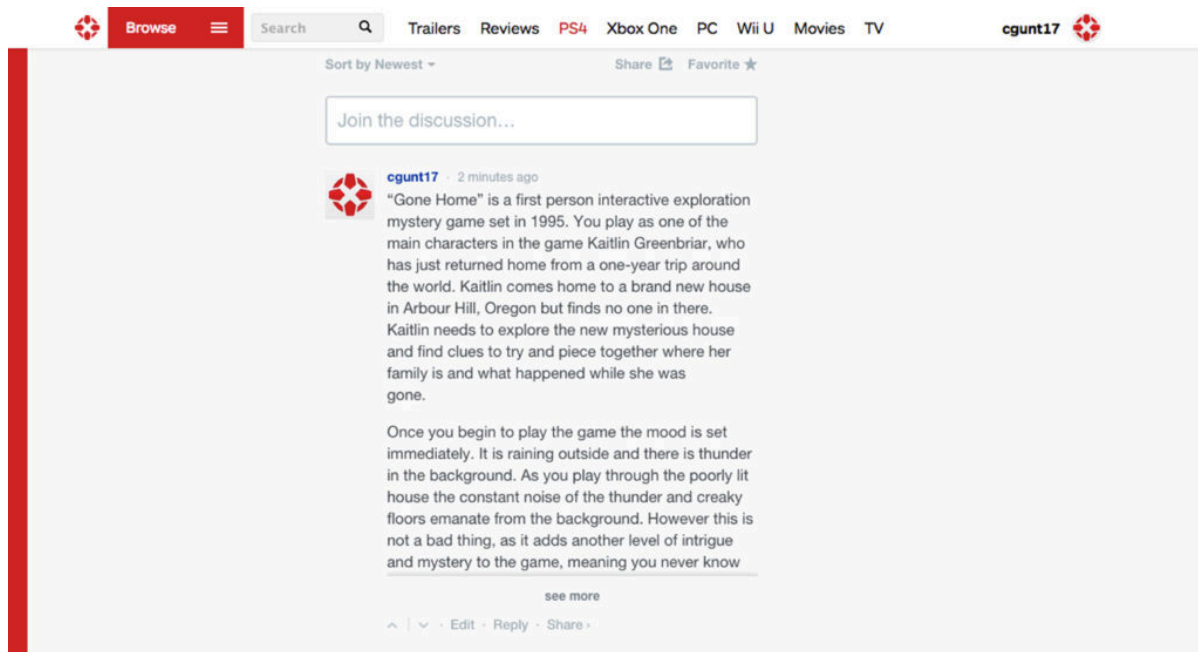 Browse Search Trailers Reviews PS4 Xbox One PC Wii U Movies TV cgunt17
Sort by Newest Share Favorite
Join the discussion...
cgunt17 · 2 minutes ago
“Gone Home” is a first person interactive exploration
mystery game set in 1995. You play as one of the
main characters in the game Kaitlin Greenbriar, who
has just returned home from a one-year trip around
the world. Kaitlin comes home to a brand new house
in Arbour Hill, Oregon but finds no one in there.
Kaitlin needs to explore the new mysterious house
and find clues to try and piece together where her
family is and what happened while she was
gone.
Once you begin to play the game the mood is set
immediately. It is raining outside and there is thunder
in the background. As you play through the poorly lit
house the constant noise of the thunder and creaky
floors emanate from the background. However this is
not a bad thing, as it adds another level of intrigue
and mystery to the game, meaning you never know
see more
· Edit · Reply · Share ›